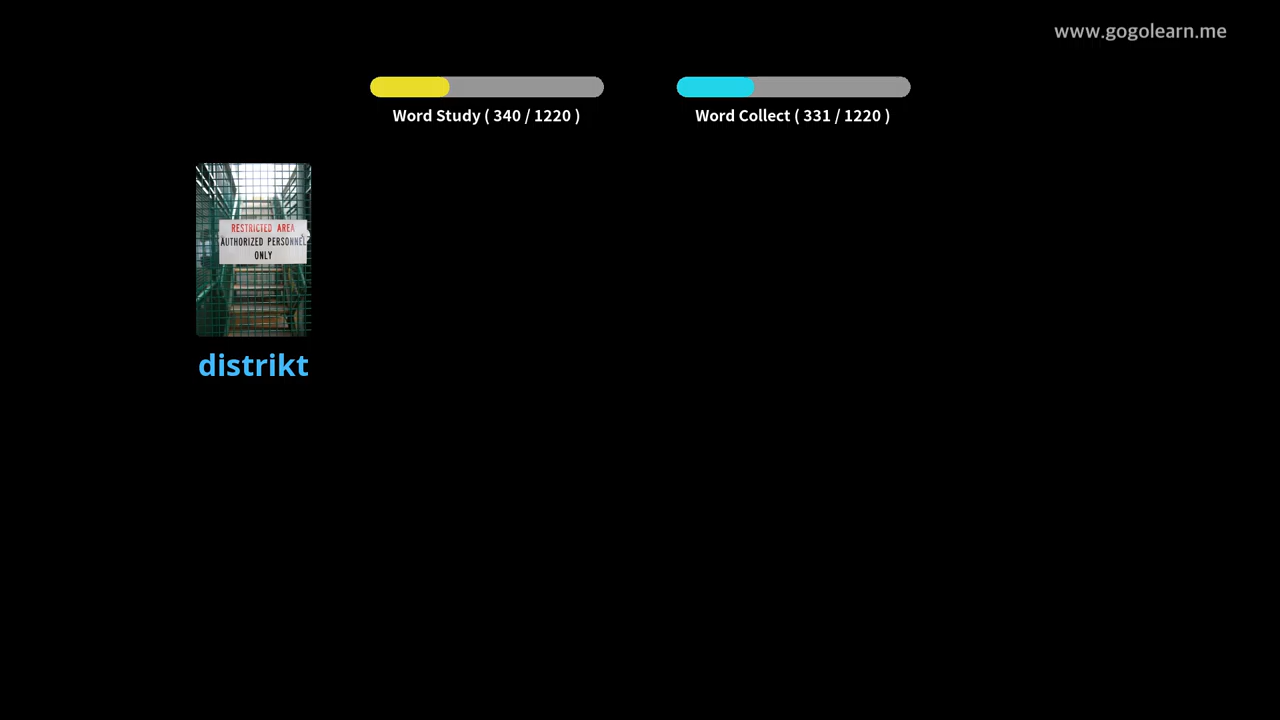 www.gogolearn.me
Word Study ( 340 / 1220 )
Word Collect ( 331 / 1220 )
RESTRICTED AREA
AUTHORIZED PERSONNEL
ONLY
distrikt